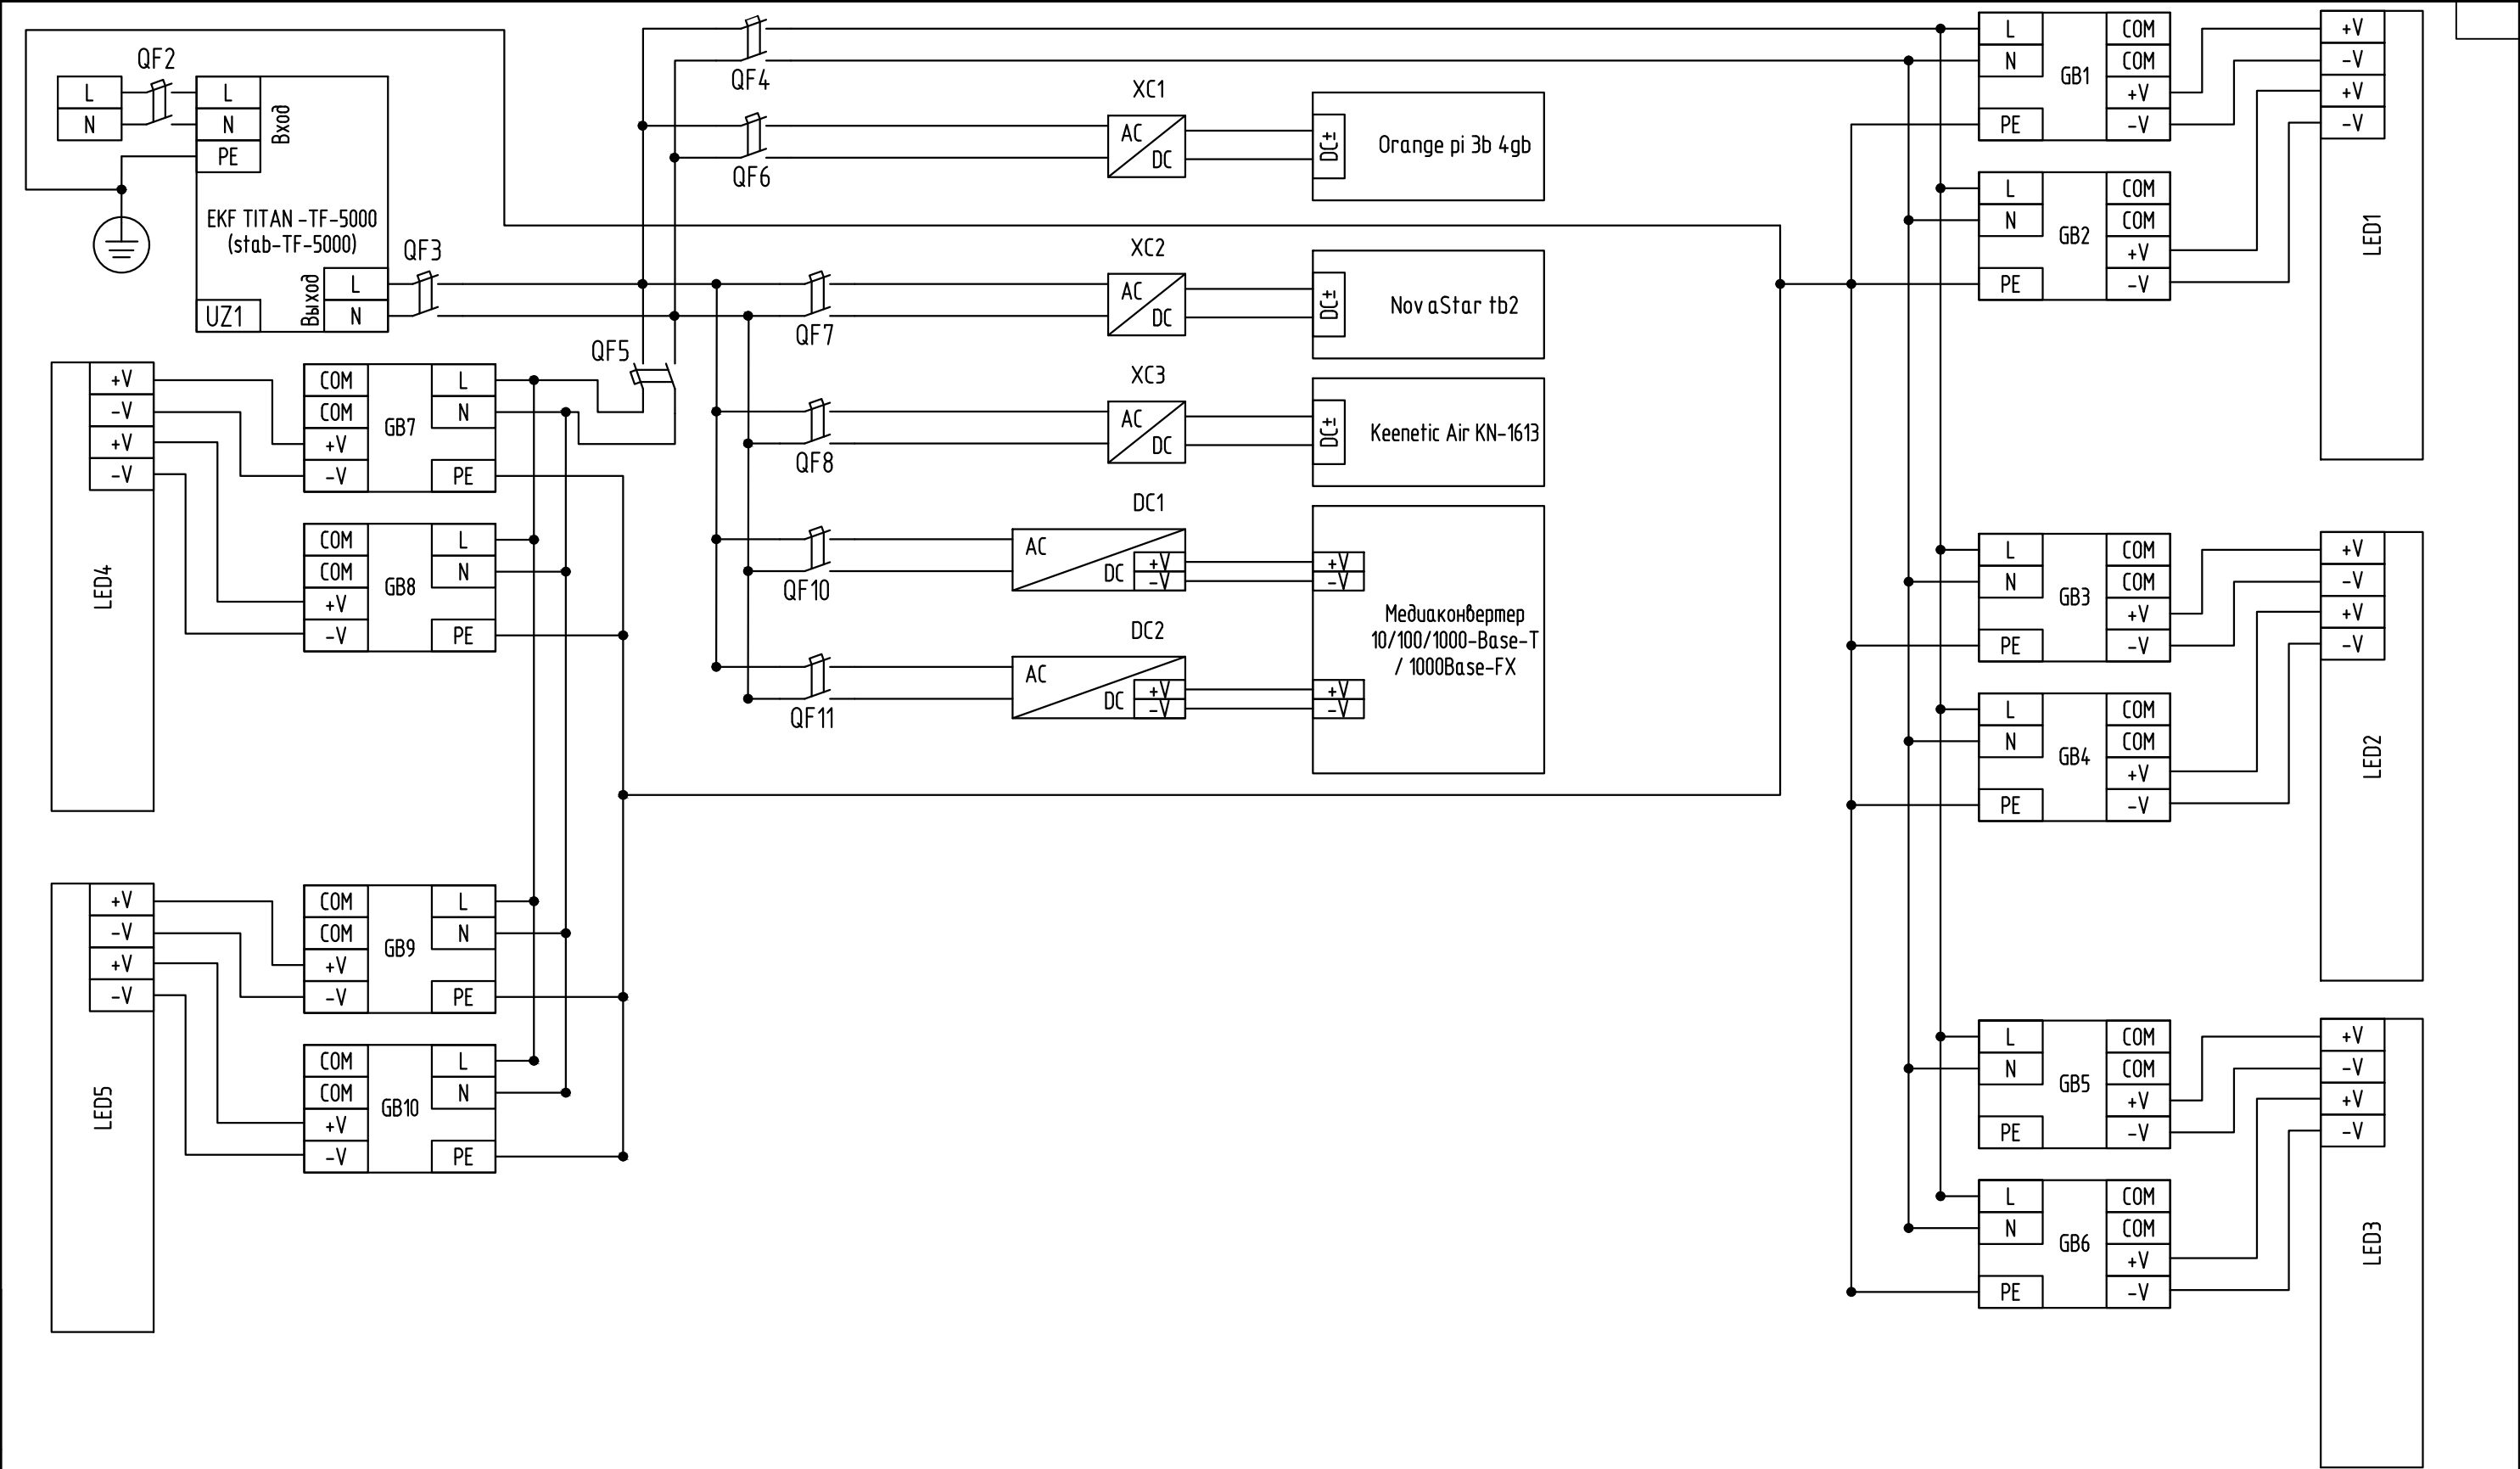 QF2
L
N
L
N
PE
Вход
EKF TITAN -TF-5000
(stab-TF-5000)
UZ1
Выход
L
N
QF3
QF4
QF6
XC1
AC
DC
DC±
Orange pi 3b 4gb
QF7
XC2
AC
DC
DC±
NovaStar tb2
QF5
QF8
XC3
AC
DC
DC±
Keenetic Air KN-1613
QF10
DC1
AC
DC
+V
-V
+V
-V
Медиаконвертер
10/100/1000-Base-T
/ 1000Base-FX
QF11
DC2
AC
DC
+V
-V
+V
-V
LED4
+V
-V
+V
-V
COM
COM
+V
-V
GB7
L
N
PE
COM
COM
+V
-V
GB8
L
N
PE
LED5
+V
-V
+V
-V
COM
COM
+V
-V
GB9
L
N
PE
COM
COM
+V
-V
GB10
L
N
PE
L
N
PE
GB1
COM
COM
+V
-V
+V
-V
+V
-V
LED1
L
N
PE
GB2
COM
COM
+V
-V
L
N
PE
GB3
COM
COM
+V
-V
+V
-V
+V
-V
LED2
L
N
PE
GB4
COM
COM
+V
-V
L
N
PE
GB5
COM
COM
+V
-V
+V
-V
+V
-V
LED3
L
N
PE
GB6
COM
COM
+V
-V